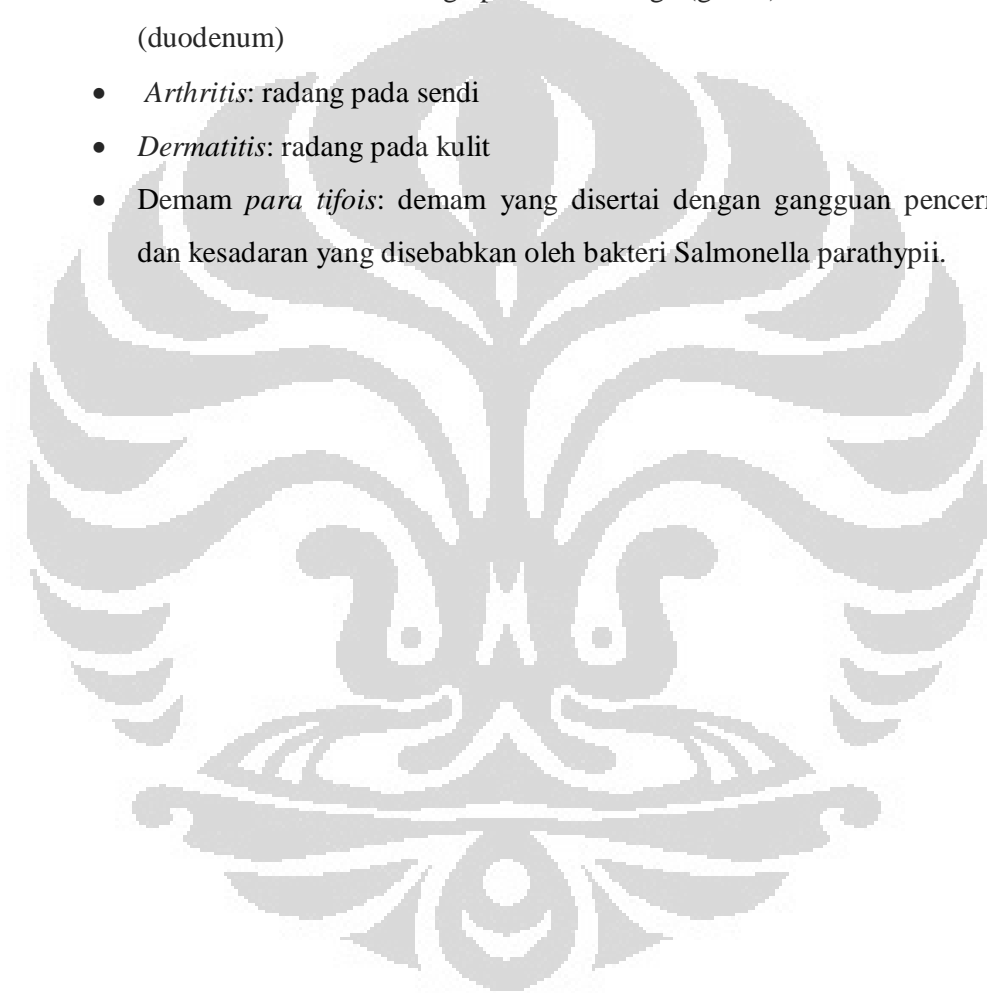 (duodenum)
• Arthritis: radang pada sendi
• Dermatitis: radang pada kulit
• Demam para tifois: demam yang disertai dengan gangguan
dan kesadaran yang disebabkan oleh bakteri Salmonella parathypii.